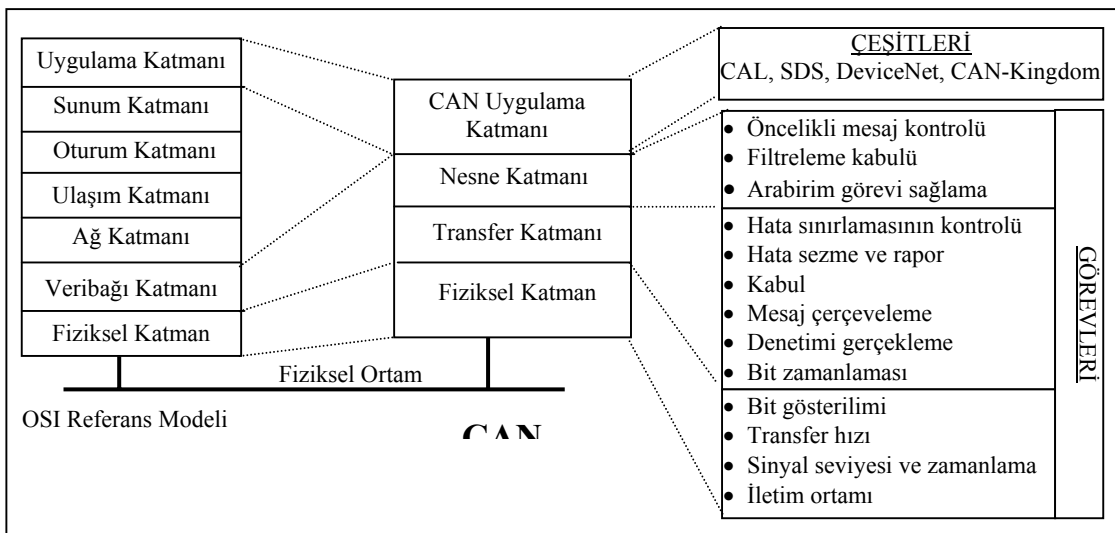 Uygulama Katmanı
Sunum Katmanı
Oturum Katmanı
Ulaşım Katmanı
Ağ Katmanı
Veribağı Katmanı
Fiziksel Katman
OSI Referans Modeli
Fiziksel Ortam
CAN Uygulama
Katmanı
Nesne Katmanı
Transfer Katmanı
Fiziksel Katman
CAN
ÇEŞİTLERİ
CAL, SDS, DeviceNet, CAN-Kingdom
• Öncelikli mesaj kontrolü
• Filtreleme kabulü
• Arabirim görevi sağlama
• Hata sınırlamasının kontrolü
• Hata sezme ve rapor
• Kabul
• Mesaj çerçeveleme
• Denetimi gerçekleme
• Bit zamanlaması
• Bit gösterilimi
• Transfer hızı
• Sinyal seviyesi ve zamanlama
• İletim ortamı
GÖREVLERİ